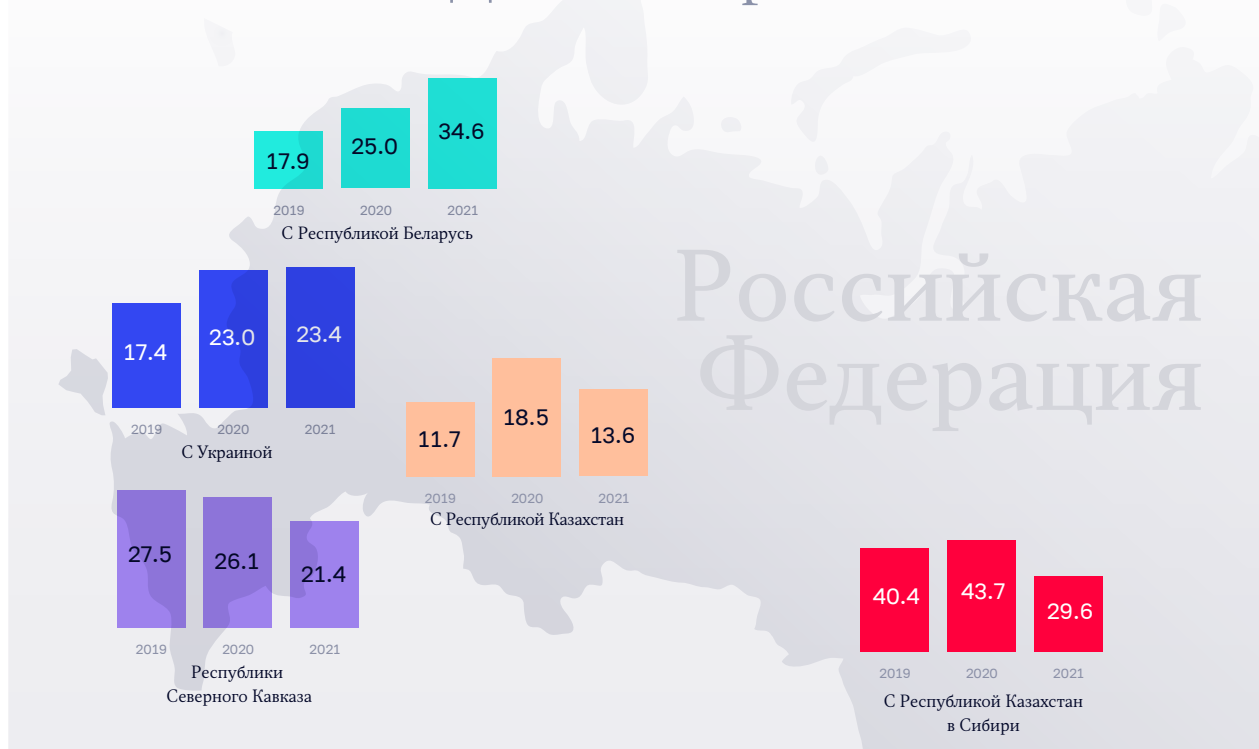 17.9 25.0 34.6
2019 2020 2021
С Республикой Беларусь
Российская
Федерация
17.4 23.0 23.4
2019 2020 2021
С Украиной
11.7 18.5 13.6
2019 2020 2021
С Республикой Казахстан
27.5 26.1 21.4
2019 2020 2021
Республики
Северного Кавказа
40.4 43.7 29.6
2019 2020 2021
С Республикой Казахстан
в Сибири